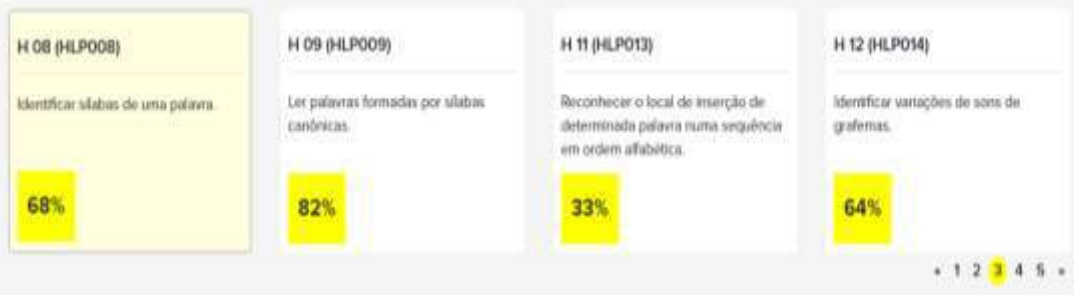 H 08 (HLP008)
Identificar sílabas de uma palavra.
68%
H 09 (HLP009)
Ler palavras formadas por sílabas
canônicas.
82%
H 11 (HLP013)
Reconhecer o local de inserção de
determinada palavra numa sequência
em ordem alfabética.
33%
H 12 (HLP014)
Identificar variações de sons de
grafemas.
64%
« 1 2 3 4 5 »